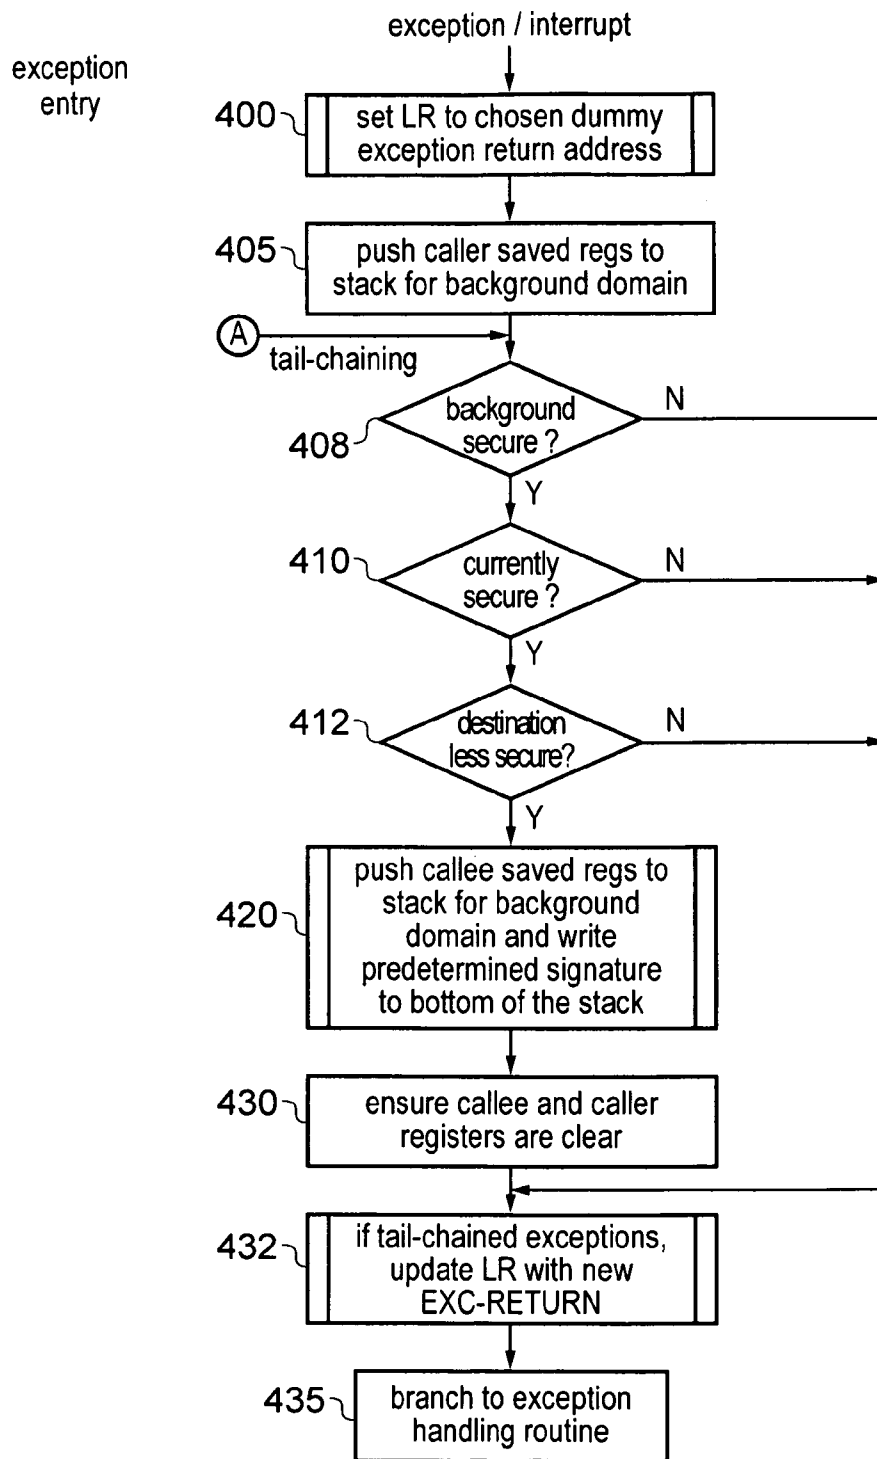 exception / interrupt
exception
entry
400
set LR to chosen dummy
exception return address
405
push caller saved regs to
stack for background domain
A
tail-chaining
background
secure ?
N
408
Y
410
currently
secure ?
N
Y
412
destination
less secure?
N
Y
420
push callee saved regs to
stack for background
domain and write
predetermined signature
to bottom of the stack
430
ensure callee and caller
registers are clear
432
if tail-chained exceptions,
update LR with new
EXC-RETURN
435
branch to exception
handling routine